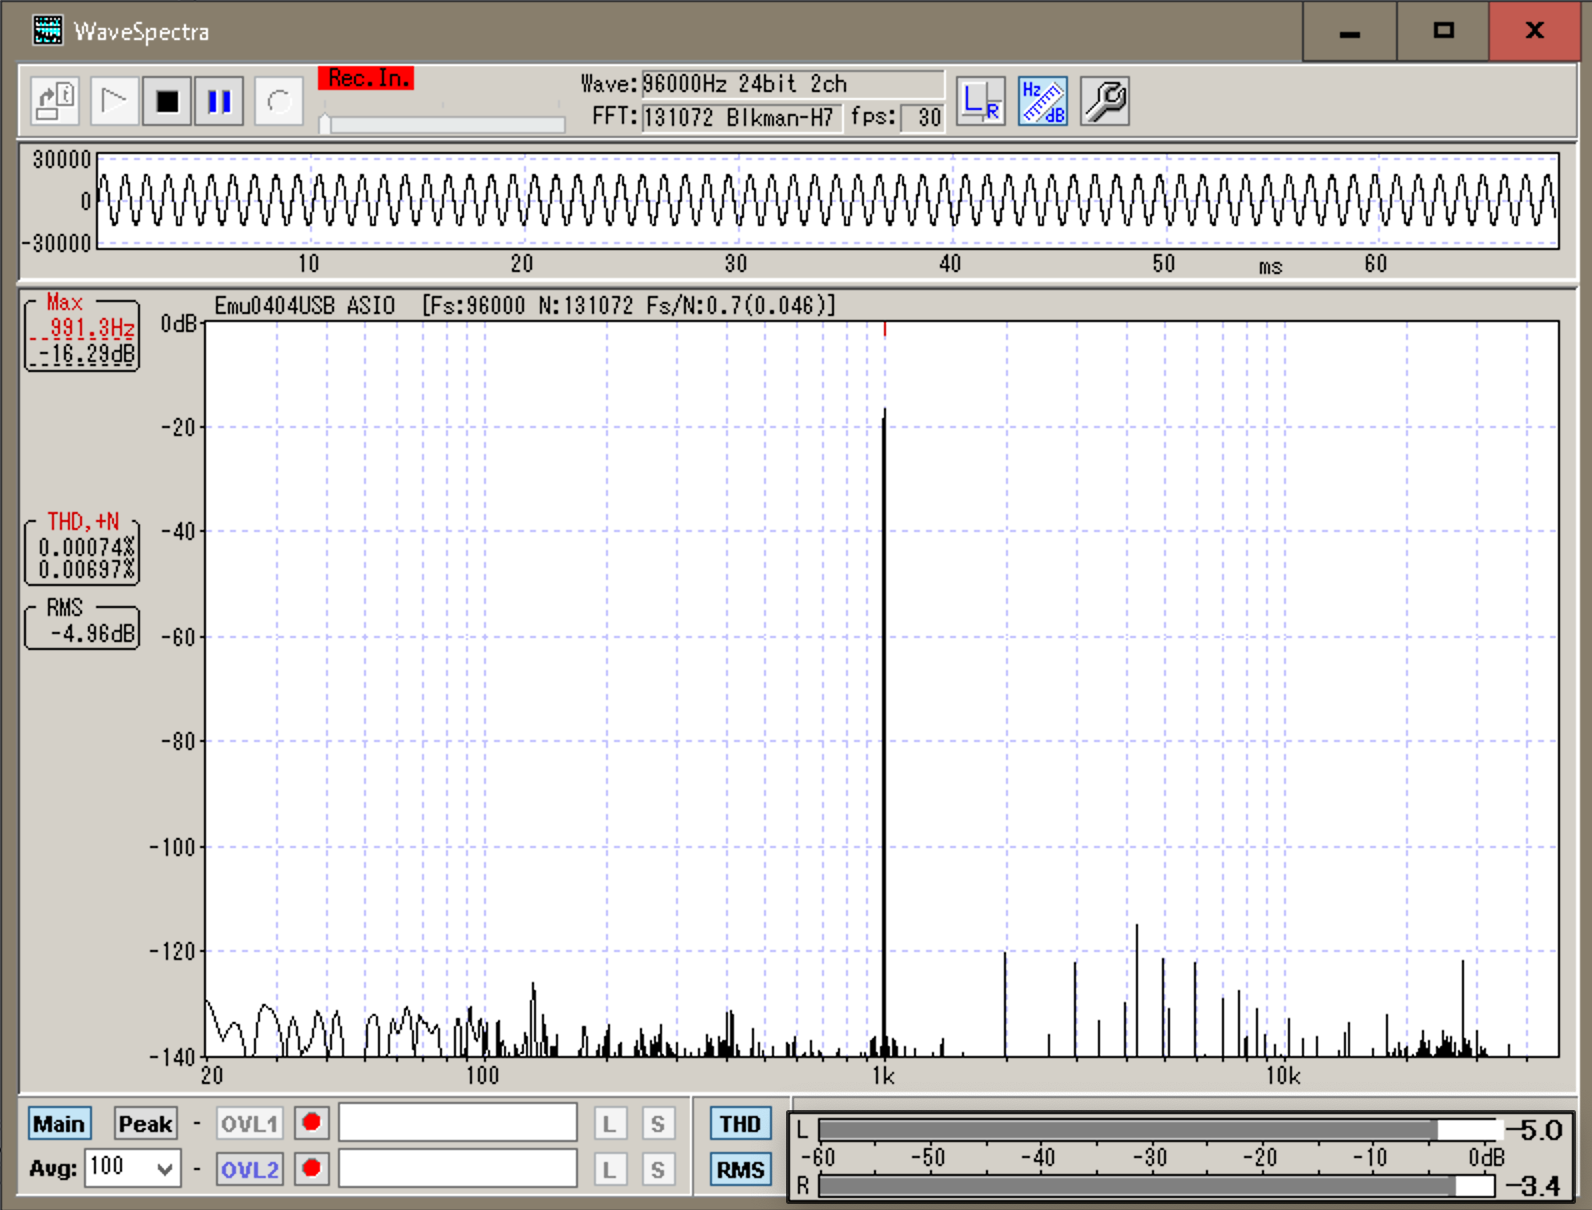 WaveSpectra
Rec.In.
Wave: 96000Hz 24bit 2ch
FFT: 131072 Blkman-H7 fps: 30
L R
Hz dB
30000
0
-30000
10 20 30 40 50 ms 60
Max
991.3Hz
-16.29dB
Emu0404USB ASIO [Fs:96000 N:131072 Fs/N:0.7(0.046)]
0dB
-20
-40
-60
-80
-100
-120
-140
THD,+N
0.00074%
0.00697%
RMS
-4.96dB
20 100 1k 10k
Main Peak - OVL1 L S THD
Avg: 100 - OVL2 L S RMS
L -5.0
-60 -50 -40 -30 -20 -10 0dB
R -3.4